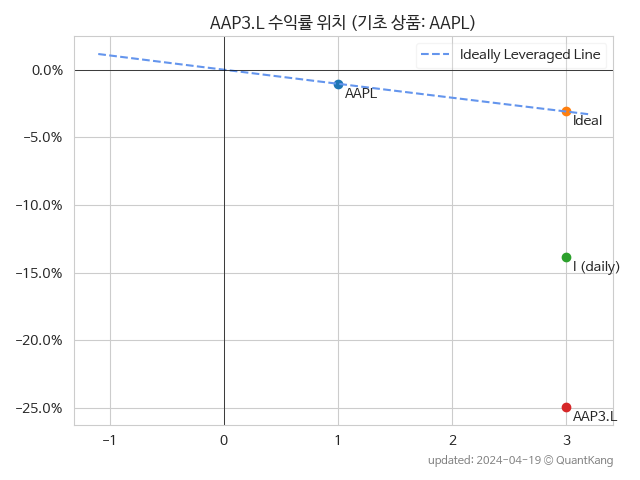 AAP3.L 수익률 위치 (기초 상품: AAPL)
Ideally Leveraged Line
0.0%
AAPL
Ideal
−5.0%
−10.0%
I (daily)
−15.0%
−20.0%
−25.0%
AAP3.L
−1
0
1
2
3
updated: 2024-04-19 © QuantKang